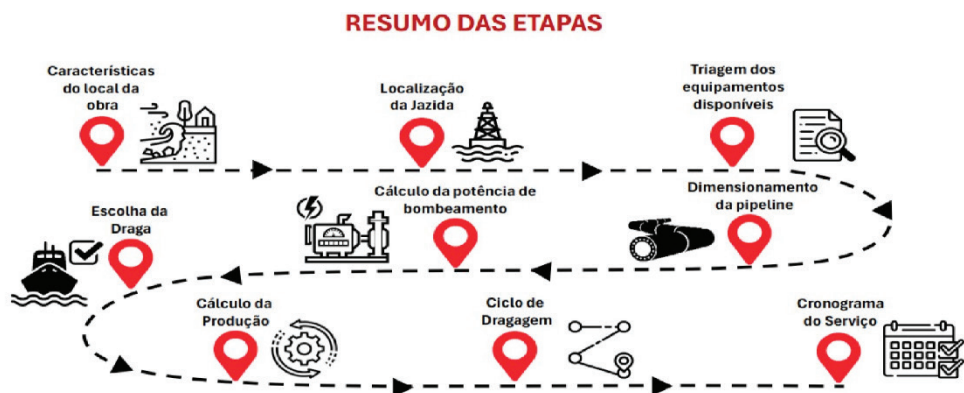 RESUMO DAS ETAPAS
Características
do local da
obra
Localização
da Jazida
Triagem dos
equipamentos
disponíveis
Dimensionamento
da pipeline
Cálculo da potência de
bombeamento
Escolha da
Draga
Cálculo da
Produção
Ciclo de
Dragagem
Cronograma
do Serviço